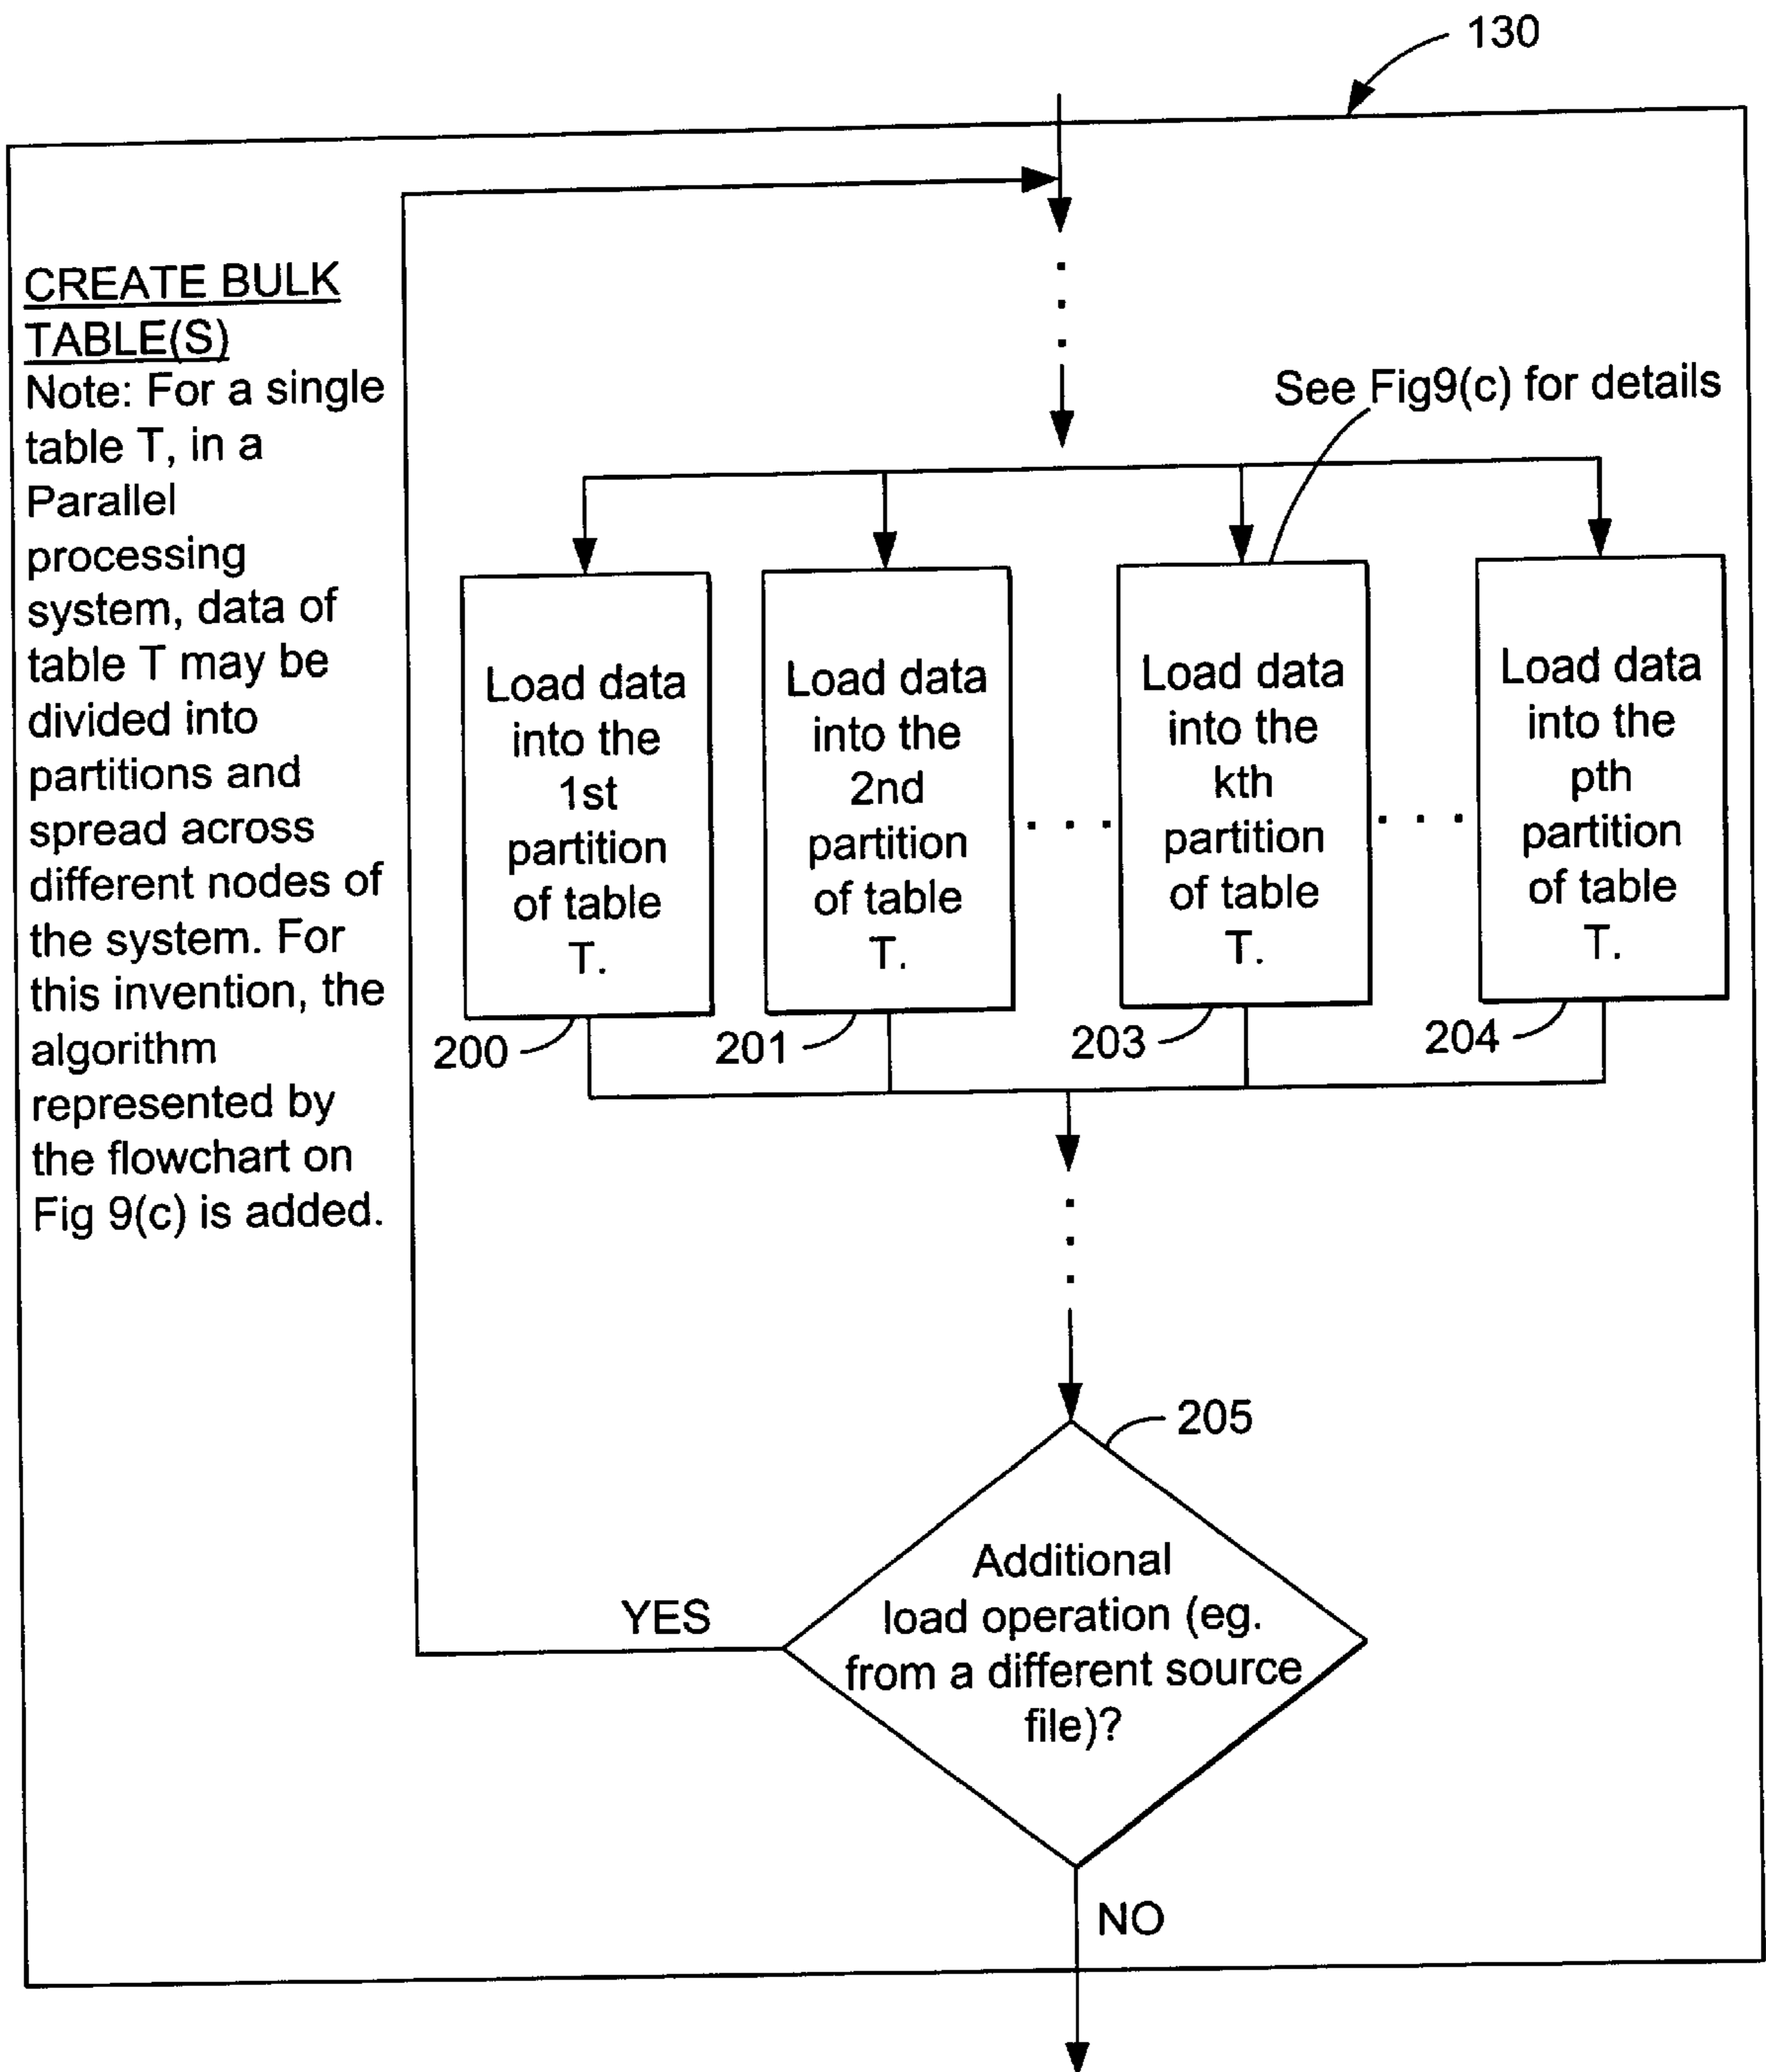 130
CREATE BULK
TABLE(S)
Note: For a single
table T, in a
Parallel
processing
system, data of
table T may be
divided into
partitions and
spread across
different nodes of
the system. For
this invention, the
algorithm
represented by
the flowchart on
Fig 9(c) is added.
See Fig9(c) for details
Load data
into the
1st
partition
of table
T.
200
Load data
into the
2nd
partition
of table
T.
201
Load data
into the
kth
partition
of table
T.
203
Load data
into the
pth
partition
of table
T.
204
205
Additional
load operation (eg.
from a different source
file)?
YES
NO